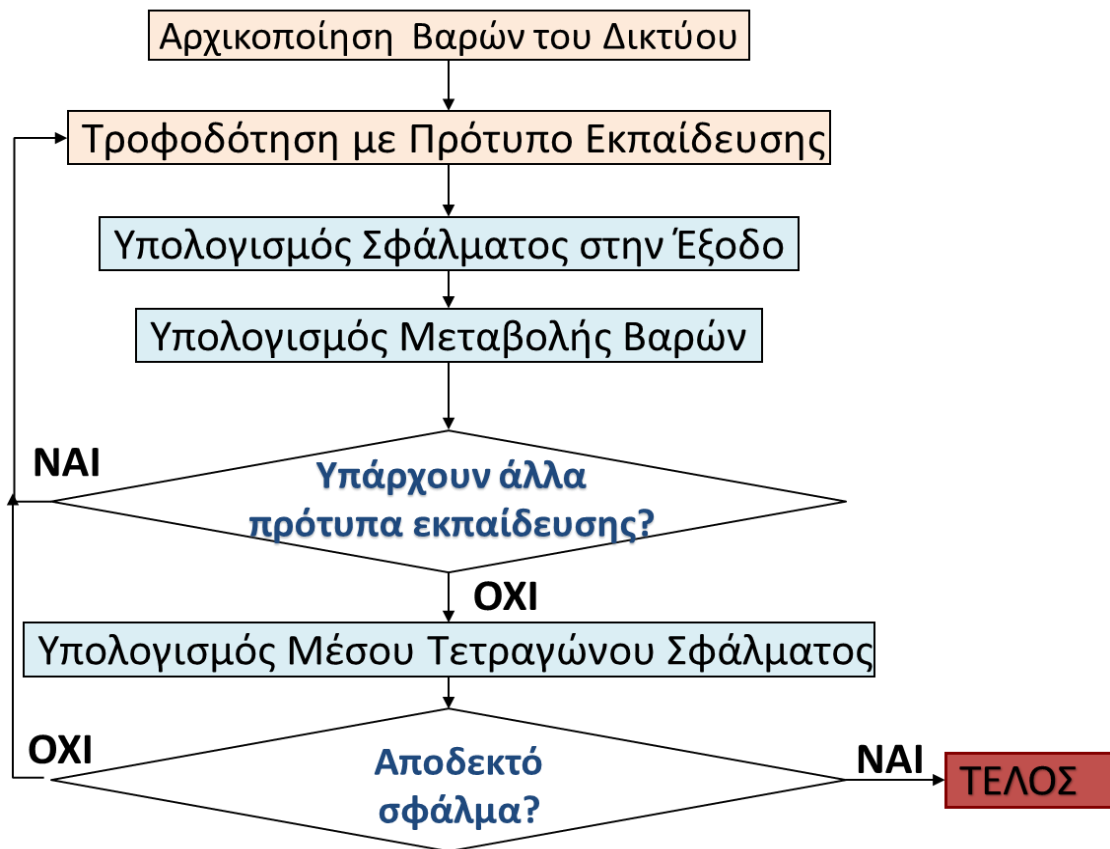 Αρχικοποίηση Βαρών του Δικτύου
Τροφοδότηση με Πρότυπο Εκπαίδευσης
Υπολογισμός Σφάλματος στην Έξοδο
Υπολογισμός Μεταβολής Βαρών
ΝΑΙ
Υπάρχουν άλλα
πρότυπα εκπαίδευσης?
ΟΧΙ
Υπολογισμός Μέσου Τετραγώνου Σφάλματος
ΟΧΙ
Αποδεκτό
σφάλμα?
ΝΑΙ
ΤΕΛΟΣ